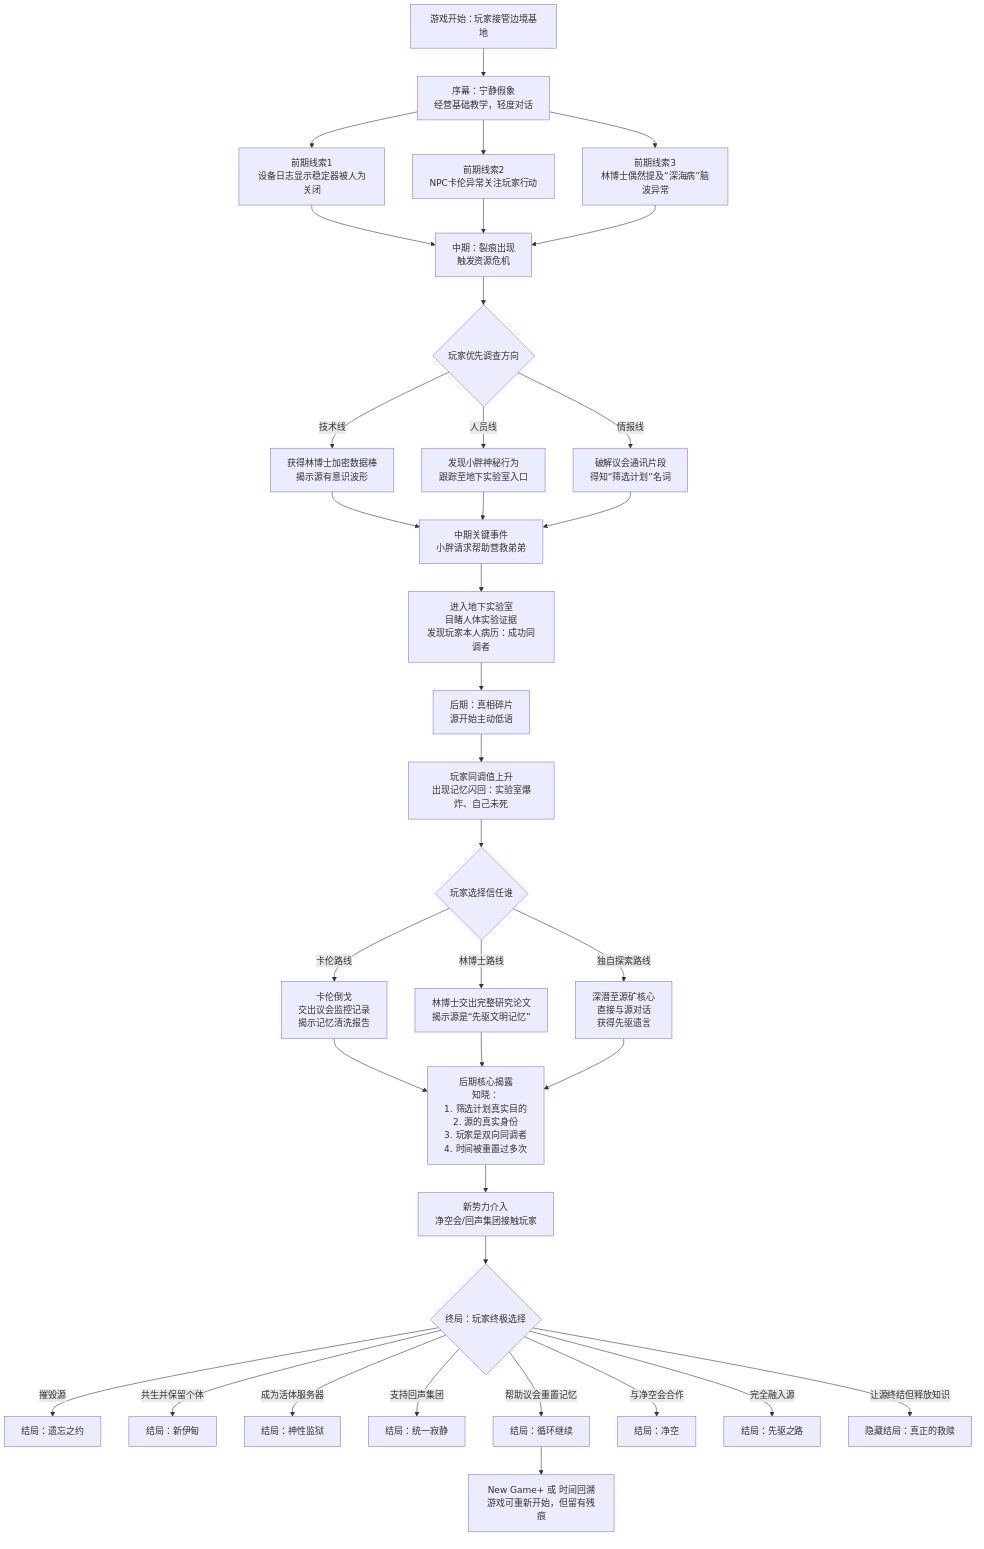 游戏开始：玩家接管边境基
地
序幕：宁静假象
经营基础教学，轻度对话
前期线索1
设备日志显示稳定器被人为
关闭
前期线索2
NPC卡伦异常关注玩家行动
前期线索3
林博士偶然提及“深海病”脑
波异常
中期：裂痕出现
触发资源危机
玩家优先调查方向
技术线
人员线
情报线
获得林博士加密数据棒
揭示源有意识波形
发现小胖神秘行为
跟踪至地下实验室入口
破解议会通讯片段
得知“筛选计划”名词
中期关键事件
小胖请求帮助营救弟弟
进入地下实验室
目睹人体实验证据
发现玩家本人病历：成功同
调者
后期：真相碎片
源开始主动低语
玩家同调值上升
出现记忆闪回：实验室爆
炸、自己未死
玩家选择信任谁
卡伦路线
林博士路线
独自探索路线
卡伦倒戈
交出议会监控记录
揭示记忆清洗报告
林博士交出完整研究论文
揭示源是“先驱文明记忆”
深潜至源矿核心
直接与源对话
获得先驱遗言
后期核心揭露
知晓：
1. 筛选计划真实目的
2. 源的真实身份
3. 玩家是双向同调者
4. 时间被重置过多次
新势力介入
净空会/回声集团接触玩家
终局：玩家终极选择
摧毁源
共生并保留个体
成为活体服务器
支持回声集团
帮助议会重置记忆
与净空会合作
完全融入源
让源终结但释放知识
结局：遗忘之约
结局：新伊甸
结局：神性监狱
结局：统一寂静
结局：循环继续
结局：净空
结局：先驱之路
隐藏结局：真正的救赎
New Game+ 或 时间回溯
游戏可重新开始，但留有残
痕